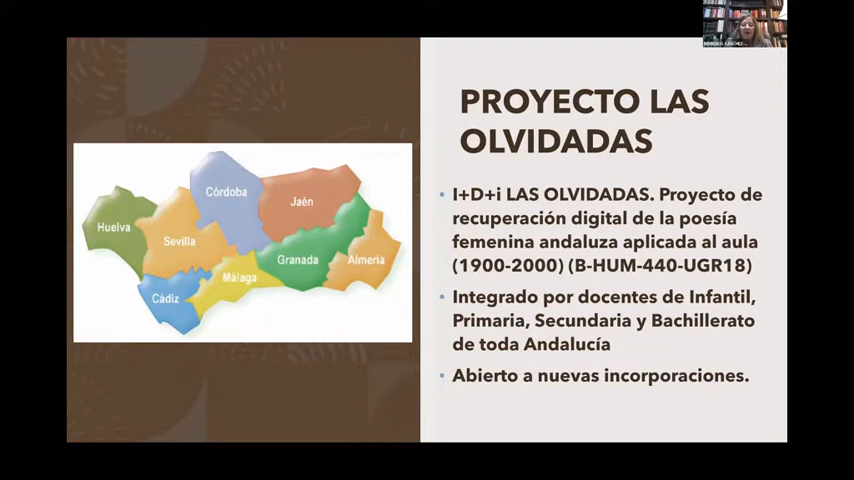 PROYECTO LAS
OLVIDADAS
I+D+i LAS OLVIDADAS. Proyecto de
recuperación digital de la poesía
femenina andaluza aplicada al aula
(1900-2000) (B-HUM-440-UGR18)
Integrado por docentes de Infantil,
Primaria, Secundaria y Bachillerato
de toda Andalucía
Abierto a nuevas incorporaciones.
Córdoba
Jaén
Huelva
Sevilla
Granada
Almería
Málaga
Cádiz